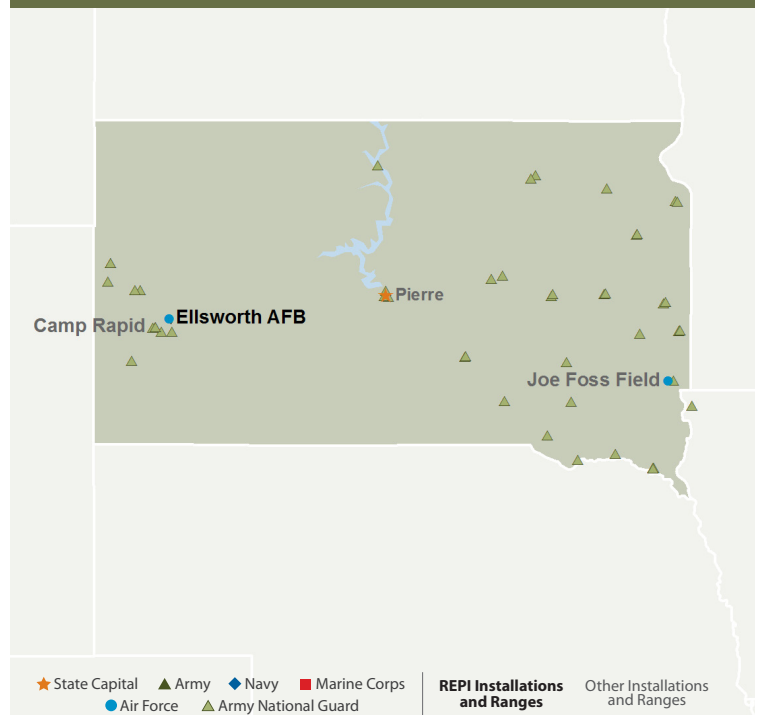 Pierre
Ellsworth AFB
Camp Rapid
Joe Foss Field
State Capital
Army
Navy
Marine Corps
Air Force
Army National Guard
REPI Installations
and Ranges
Other Installations
and Ranges